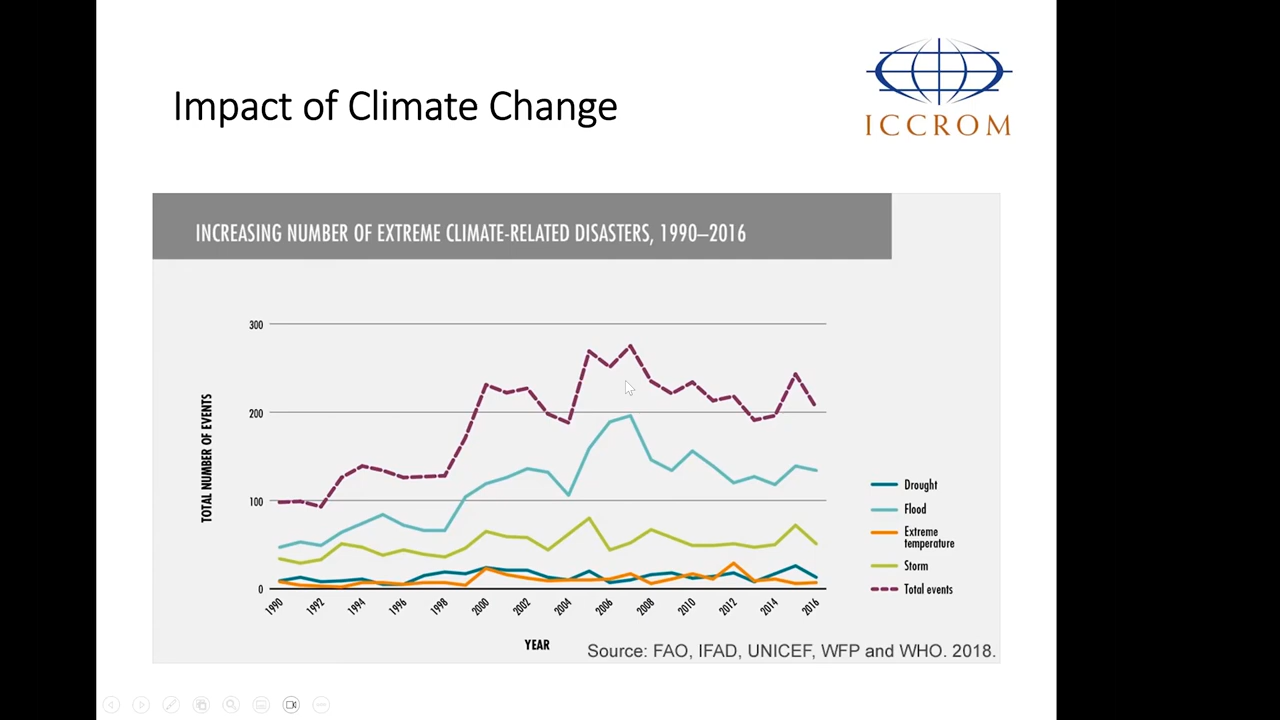 Impact of Climate Change
ICCROM
INCREASING NUMBER OF EXTREME CLIMATE-RELATED DISASTERS, 1990–2016
TOTAL NUMBER OF EVENTS
300
200
100
0
1990
1992
1994
1996
1998
2000
2002
2004
2006
2008
2010
2012
2014
2016
YEAR
Drought
Flood
Extreme
temperature
Storm
Total events
Source: FAO, IFAD, UNICEF, WFP and WHO. 2018.